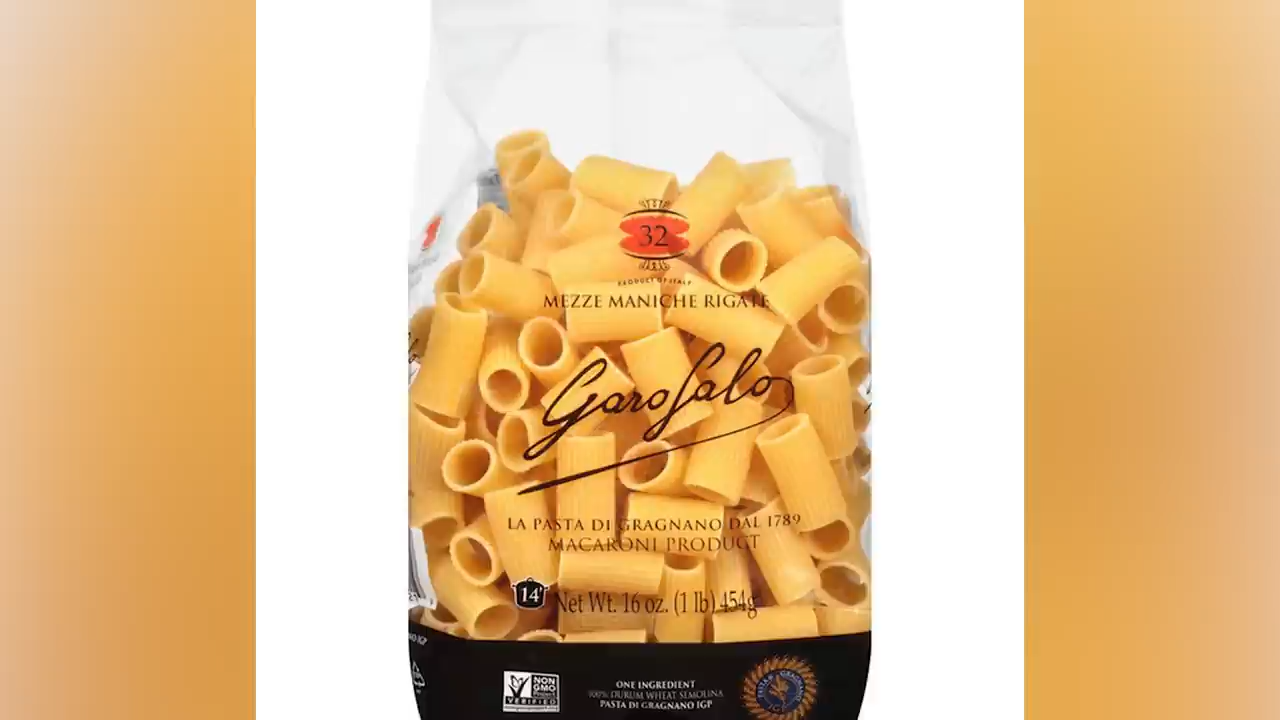 32
PRODUCT OF ITALY
MEZZE MANICHE RIGATE
Garofalo
LA PASTA DI GRAGNANO DAL 1789
MACARONI PRODUCT
14'
Net Wt. 16 oz. (1 lb) 454g
NON
GMO
Project
VERIFIED
ONE INGREDIENT
100% DURUM WHEAT SEMOLINA
PASTA DI GRAGNANO IGP